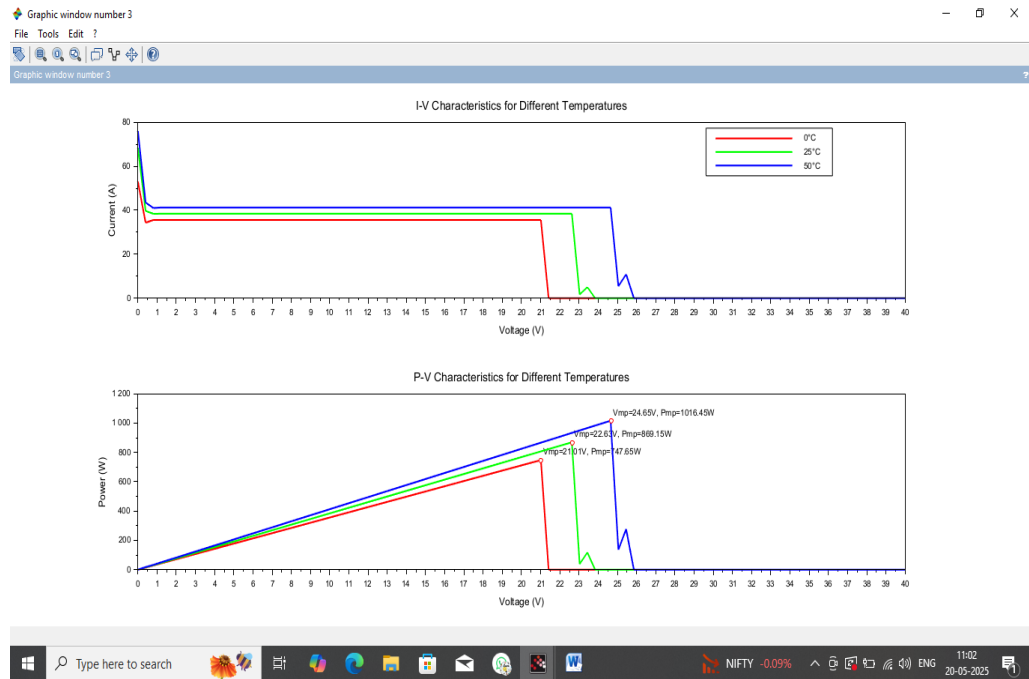 Graphic window number 3
File Tools Edit ?
Graphic window number 3 ?
I-V Characteristics for Different Temperatures
80
60
40
20
0
Current (A)
0°C
25°C
50°C
0 1 2 3 4 5 6 7 8 9 10 11 12 13 14 15 16 17 18 19 20 21 22 23 24 25 26 27 28 29 30 31 32 33 34 35 36 37 38 39 40
Voltage (V)
P-V Characteristics for Different Temperatures
1 200
1 000
800
600
400
200
0
Power (W)
Vmp=24.65V, Pmp=1016.45W
Vmp=22.63V, Pmp=869.15W
Vmp=21.01V, Pmp=747.65W
0 1 2 3 4 5 6 7 8 9 10 11 12 13 14 15 16 17 18 19 20 21 22 23 24 25 26 27 28 29 30 31 32 33 34 35 36 37 38 39 40
Voltage (V)
Type here to search
NIFTY -0.09%
ENG
11:02
20-05-2025
1